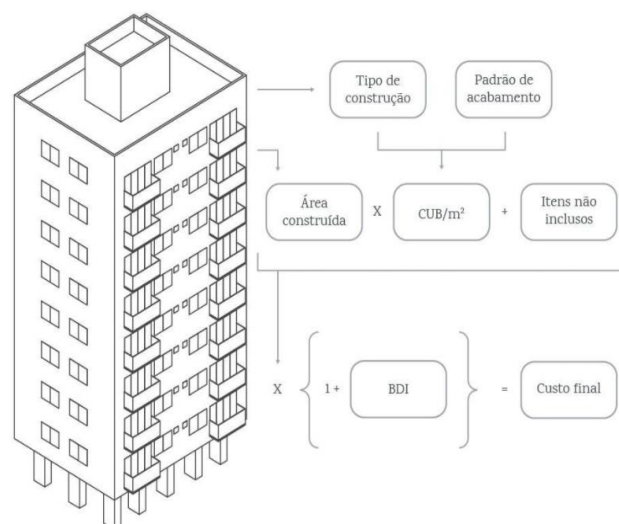 Tipo de
construção
Padrão de
acabamento
Área
construída
X
CUB/m²
+
Itens não
inclusos
X
1 +
BDI
=
Custo final